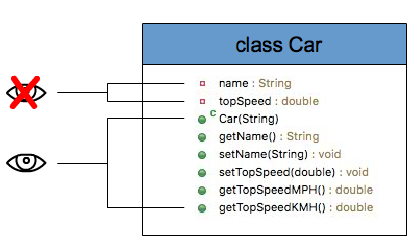 class Car
name : String
topSpeed : double
C Car(String)
getName() : String
setName(String) : void
setTopSpeed(double) : void
getTopSpeedMPH() : double
getTopSpeedKMH() : double